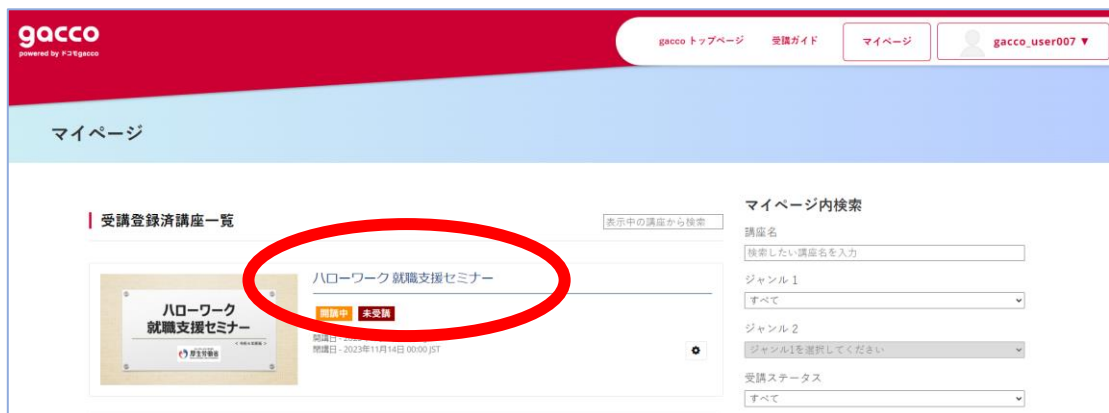 gacco
powered by ドコモgacco
gacco トップページ
受講ガイド
マイページ
gacco_user007 ▼
マイページ
受講登録済講座一覧
表示中の講座から検索
ハローワーク
就職支援セミナー
厚生労働省
ハローワーク 就職支援セミナー
開講中
未受講
開講日 -
閉講日 - 2023年11月14日 00:00 JST
マイページ内検索
講座名
検索したい講座名を入力
ジャンル 1
すべて
ジャンル 2
ジャンル1を選択してください
受講ステータス
すべて